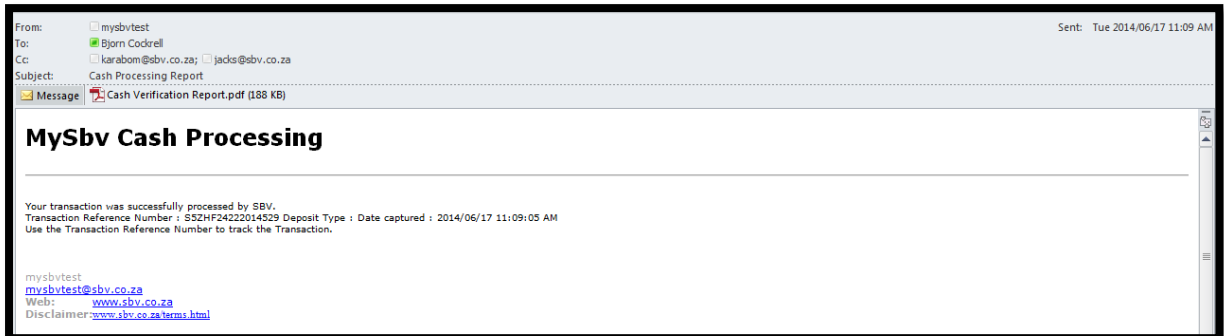 From: mysbvtest Sent: Tue 2014/06/17 11:09 AM
To: Bjorn Cockrell
Cc: karabom@sbv.co.za; jacks@sbv.co.za
Subject: Cash Processing Report
Message Cash Verification Report.pdf (188 KB)
MySbv Cash Processing
Your transaction was successfully processed by SBV.
Transaction Reference Number : S5ZHF24222014529 Deposit Type : Date captured : 2014/06/17 11:09:05 AM
Use the Transaction Reference Number to track the Transaction.
mysbvtest
mysbvtest@sbv.co.za
Web: www.sbv.co.za
Disclaimer:www.sbv.co.za/terms.html